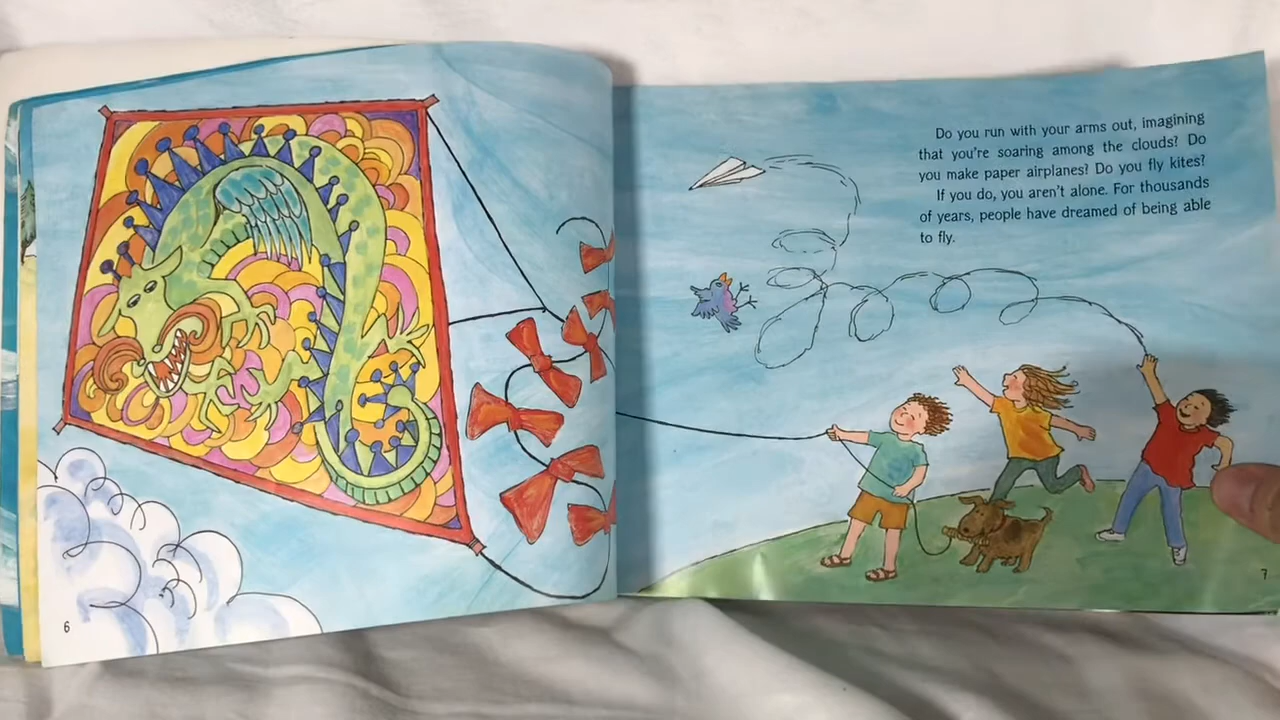 Do you run with your arms out, imagining
that you're soaring among the clouds? Do
you make paper airplanes? Do you fly kites?
If you do, you aren't alone. For thousands
of years, people have dreamed of being able
to fly.
6
7